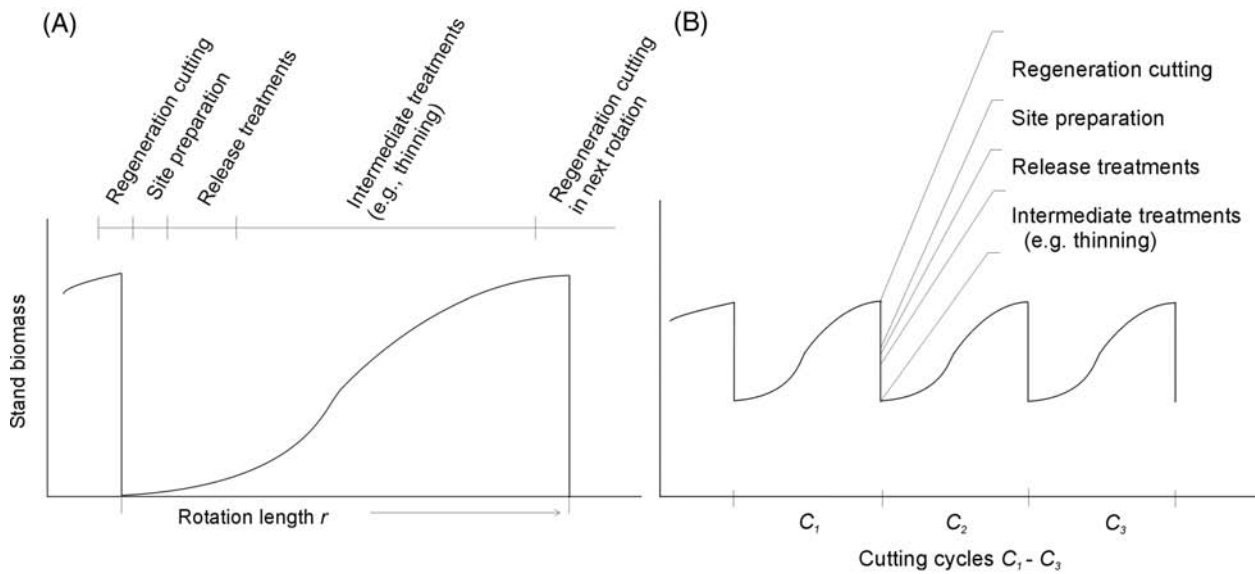 (A)
Regeneration cutting
Site preparation
Release treatments
Intermediate treatments
(e.g., thinning)
Regeneration cutting
in next rotation
Stand biomass
Rotation length r
(B)
Regeneration cutting
Site preparation
Release treatments
Intermediate treatments
(e.g. thinning)
C₁
C₂
C₃
Cutting cycles C₁ - C₃